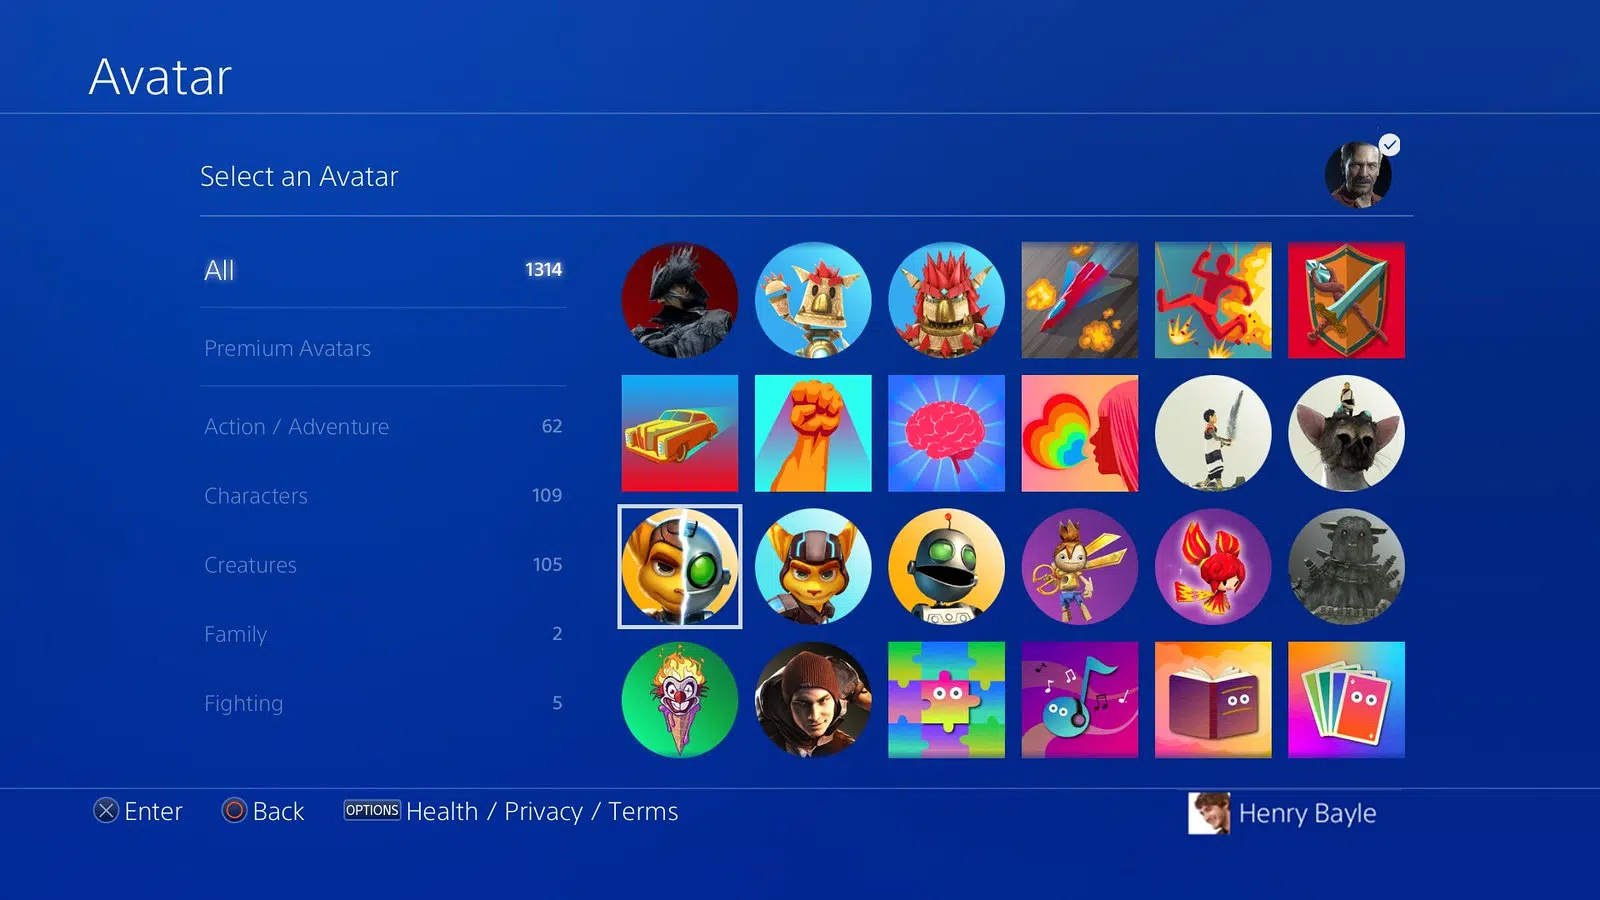 Avatar
Select an Avatar
All 1314
Premium Avatars
Action / Adventure 62
Characters 109
Creatures 105
Family 2
Fighting 5
Enter Back OPTIONS Health / Privacy / Terms Henry Bayle